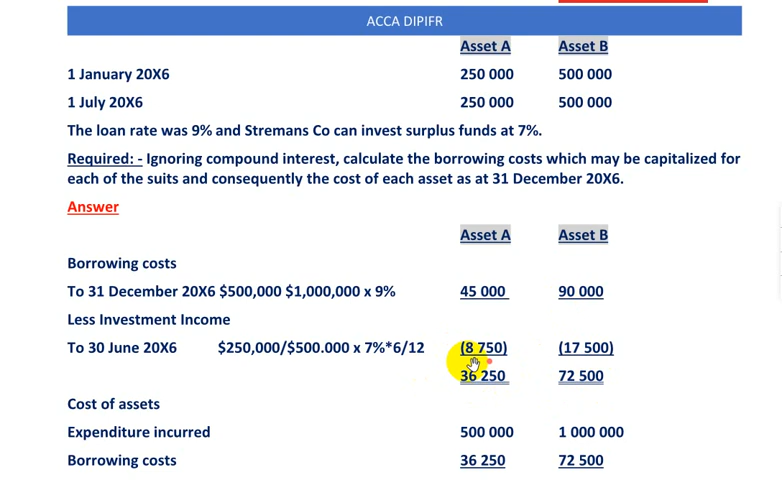 ACCA DIPIFR
Asset A Asset B
1 January 20X6 250 000 500 000
1 July 20X6 250 000 500 000
The loan rate was 9% and Stremans Co can invest surplus funds at 7%.
Required: - Ignoring compound interest, calculate the borrowing costs which may be capitalized for
each of the suits and consequently the cost of each asset as at 31 December 20X6.
Answer
Asset A Asset B
Borrowing costs
To 31 December 20X6 $500,000 $1,000,000 x 9% 45 000 90 000
Less Investment Income
To 30 June 20X6 $250,000/$500.000 x 7%*6/12 (8 750) (17 500)
36 250 72 500
Cost of assets
Expenditure incurred 500 000 1 000 000
Borrowing costs 36 250 72 500